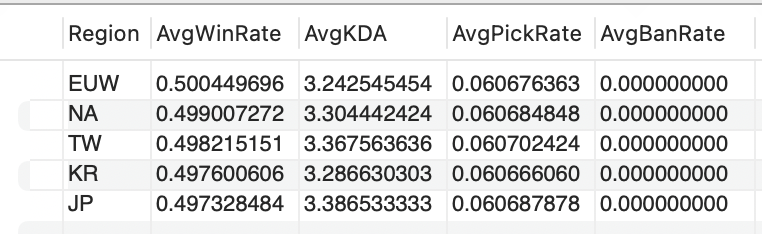 Region AvgWinRate AvgKDA AvgPickRate AvgBanRate
EUW 0.500449696 3.242545454 0.060676363 0.000000000
NA 0.499007272 3.304442424 0.060684848 0.000000000
TW 0.498215151 3.367563636 0.060702424 0.000000000
KR 0.497600606 3.286630303 0.060666060 0.000000000
JP 0.497328484 3.386533333 0.060687878 0.000000000